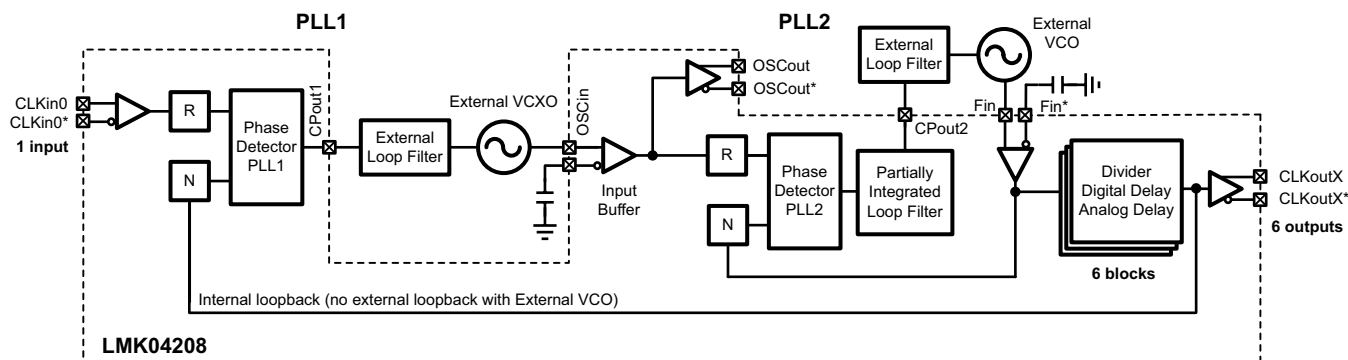 PLL1
PLL2
External
VCO
External
Loop Filter
OSCout
OSCout*
CLKin0
CLKin0*
1 input
R
N
Phase
Detector
PLL1
CPout1
External VCXO
External
Loop Filter
OSCin
Input
Buffer
R
N
Phase
Detector
PLL2
CPout2
Partially
Integrated
Loop Filter
Fin
Fin*
Divider
Digital Delay
Analog Delay
6 blocks
CLKoutX
CLKoutX*
6 outputs
Internal loopback (no external loopback with External VCO)
LMK04208